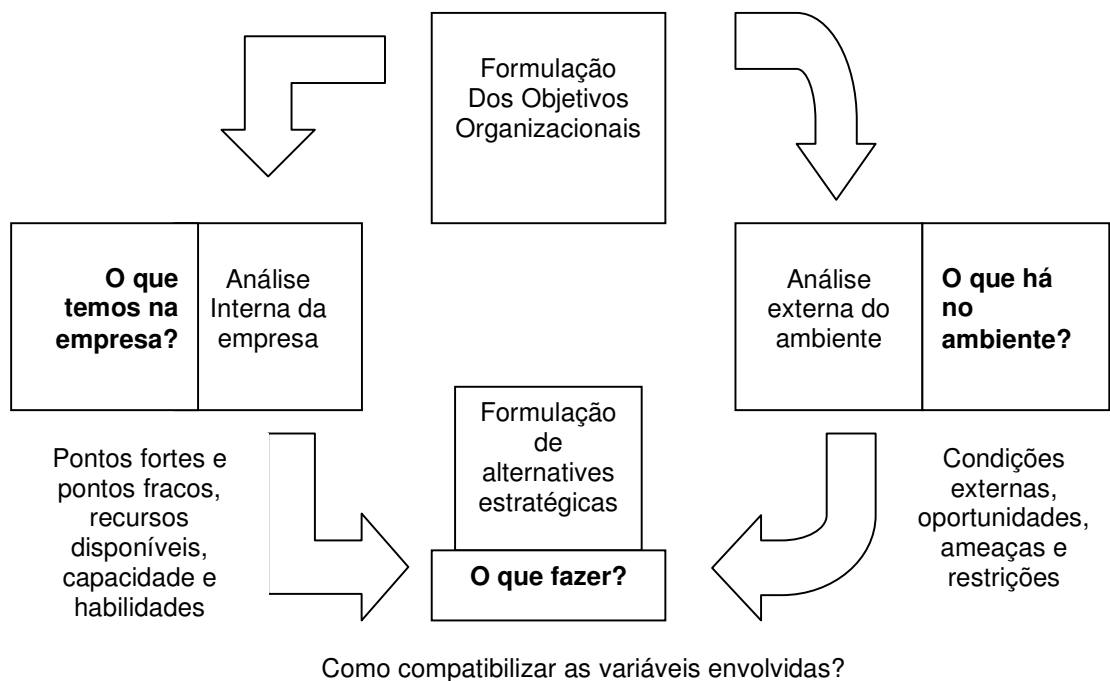 Formulação
Dos Objetivos
Organizacionais
O que
temos na
empresa?
Análise
Interna da
empresa
Análise
externa do
ambiente
O que há
no
ambiente?
Pontos fortes e
pontos fracos,
recursos
disponíveis,
capacidade e
habilidades
Formulação
de
alternatives
estratégicas
O que fazer?
Condições
externas,
oportunidades,
ameaças e
restrições
Como compatibilizar as variáveis envolvidas?